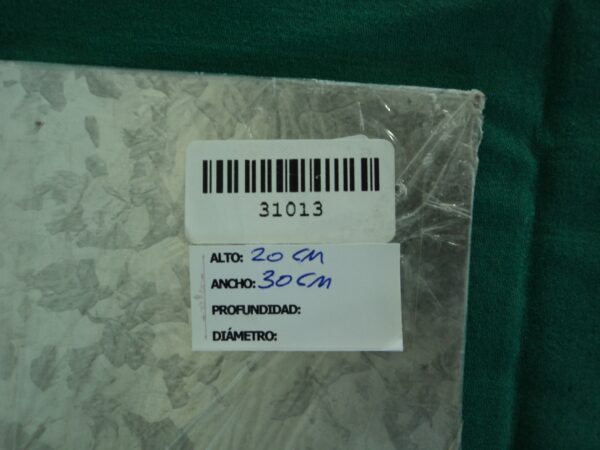 31013
ALTO: 20 CM
ANCHO: 30 CM
PROFUNDIDAD:
DIÁMETRO: